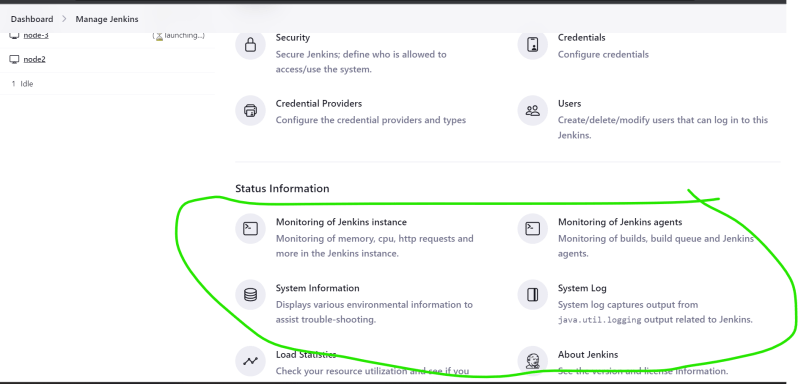 Dashboard > Manage Jenkins
node-3 ( launching...)
node2
1 Idle
Security
Secure Jenkins; define who is allowed to
access/use the system.
Credentials
Configure credentials
Credential Providers
Configure the credential providers and types
Users
Create/delete/modify users that can log in to this
Jenkins.
Status Information
Monitoring of Jenkins instance
Monitoring of memory, cpu, http requests and
more in the Jenkins instance.
Monitoring of Jenkins agents
Monitoring of builds, build queue and Jenkins
agents.
System Information
Displays various environmental information to
assist trouble-shooting.
System Log
System log captures output from
java.util.logging output related to Jenkins.
Load Statistics
Check your resource utilization and see if you
About Jenkins
See the version and license information.